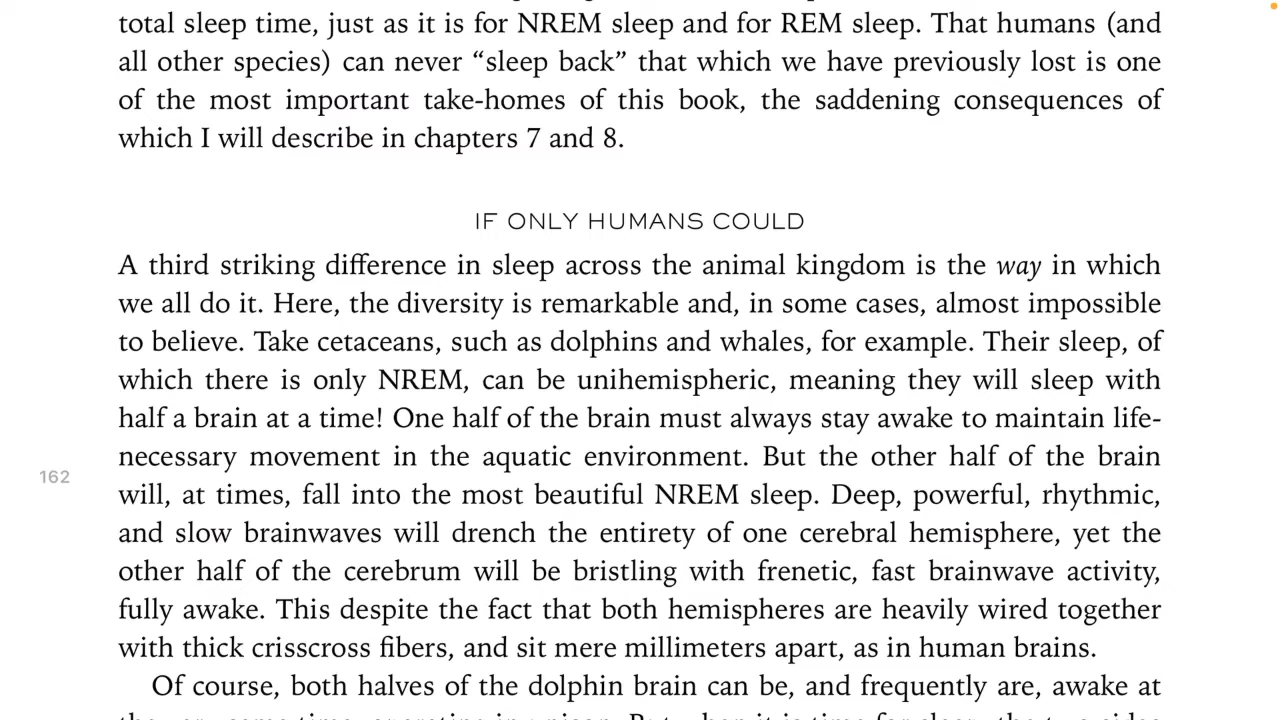 total sleep time, just as it is for NREM sleep and for REM sleep. That humans (and
all other species) can never “sleep back” that which we have previously lost is one
of the most important take-homes of this book, the saddening consequences of
which I will describe in chapters 7 and 8.
IF ONLY HUMANS COULD
A third striking difference in sleep across the animal kingdom is the way in which
we all do it. Here, the diversity is remarkable and, in some cases, almost impossible
to believe. Take cetaceans, such as dolphins and whales, for example. Their sleep, of
which there is only NREM, can be unihemispheric, meaning they will sleep with
half a brain at a time! One half of the brain must always stay awake to maintain life-
necessary movement in the aquatic environment. But the other half of the brain
162
will, at times, fall into the most beautiful NREM sleep. Deep, powerful, rhythmic,
and slow brainwaves will drench the entirety of one cerebral hemisphere, yet the
other half of the cerebrum will be bristling with frenetic, fast brainwave activity,
fully awake. This despite the fact that both hemispheres are heavily wired together
with thick crisscross fibers, and sit mere millimeters apart, as in human brains.
Of course, both halves of the dolphin brain can be, and frequently are, awake at